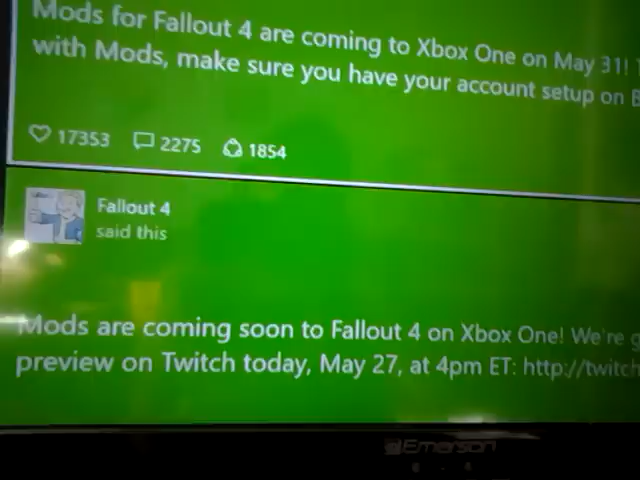 Mods for Fallout 4 are coming to Xbox One on May 31!
with Mods, make sure you have your account setup on B
17353 2275 1854
Fallout 4
said this
Mods are coming soon to Fallout 4 on Xbox One! We're g
preview on Twitch today, May 27, at 4pm ET: http://twitch
Emerson